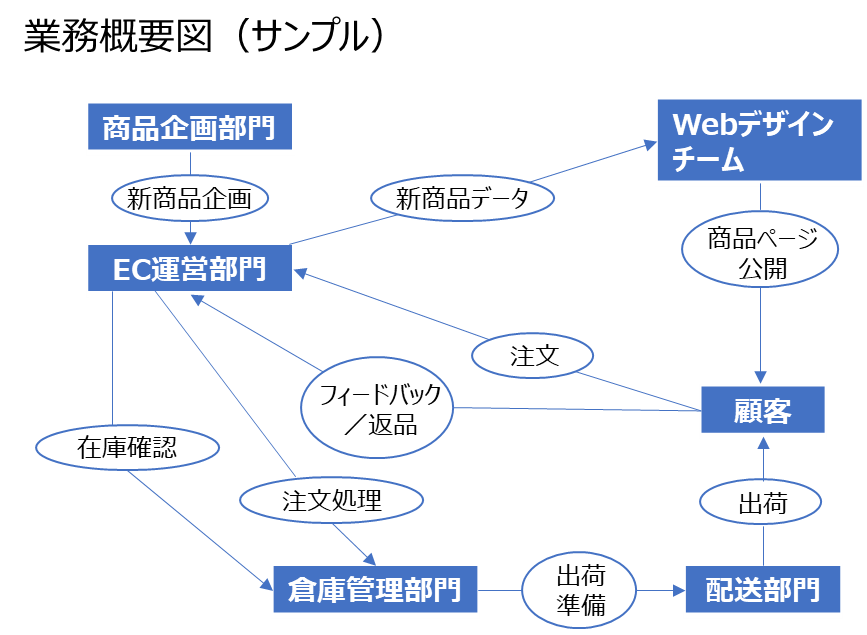 業務概要図（サンプル）
商品企画部門
Webデザイン
チーム
新商品企画
新商品データ
商品ページ
公開
EC運営部門
注文
フィードバック
／返品
顧客
在庫確認
注文処理
出荷
倉庫管理部門
出荷
準備
配送部門